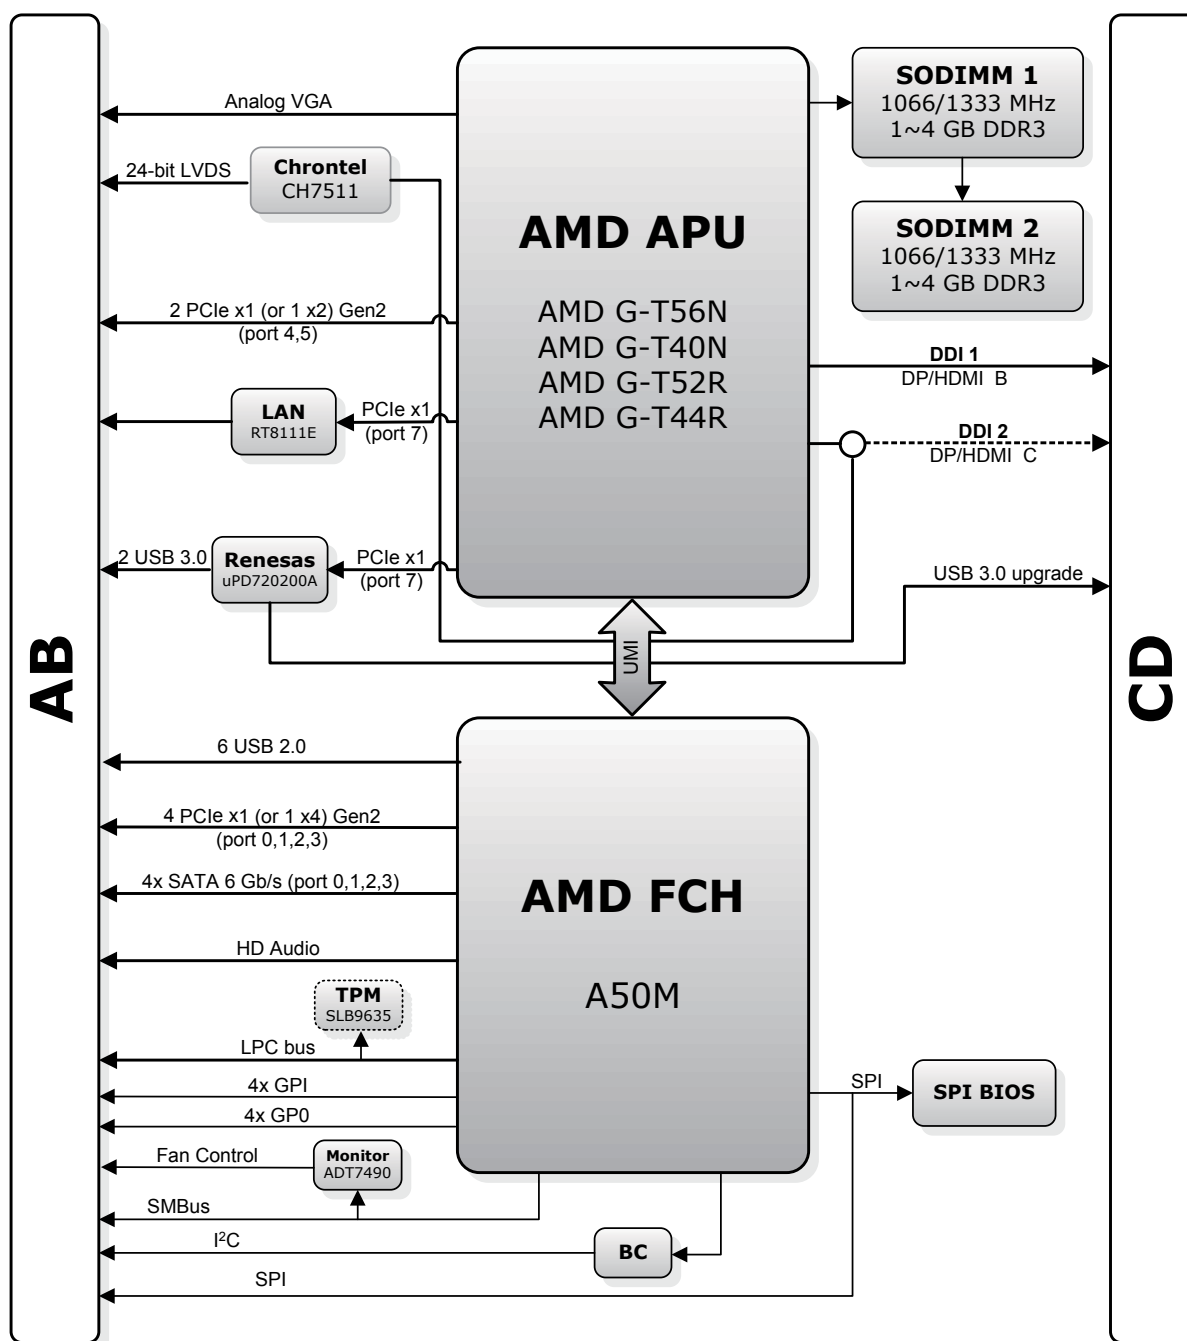 AB
CD
Analog VGA
24-bit LVDS
Chrontel
CH7511
2 PCIe x1 (or 1 x2) Gen2
(port 4,5)
LAN
RT8111E
PCIe x1
(port 7)
2 USB 3.0
Renesas
uPD720200A
PCIe x1
(port 7)
AMD APU
AMD G-T56N
AMD G-T40N
AMD G-T52R
AMD G-T44R
SODIMM 1
1066/1333 MHz
1~4 GB DDR3
SODIMM 2
1066/1333 MHz
1~4 GB DDR3
DDI 1
DP/HDMI B
DDI 2
DP/HDMI C
USB 3.0 upgrade
UMI
6 USB 2.0
4 PCIe x1 (or 1 x4) Gen2
(port 0,1,2,3)
4x SATA 6 Gb/s (port 0,1,2,3)
HD Audio
TPM
SLB9635
LPC bus
4x GPI
4x GP0
Fan Control
Monitor
ADT7490
SMBus
I²C
BC
SPI
AMD FCH
A50M
SPI
SPI BIOS